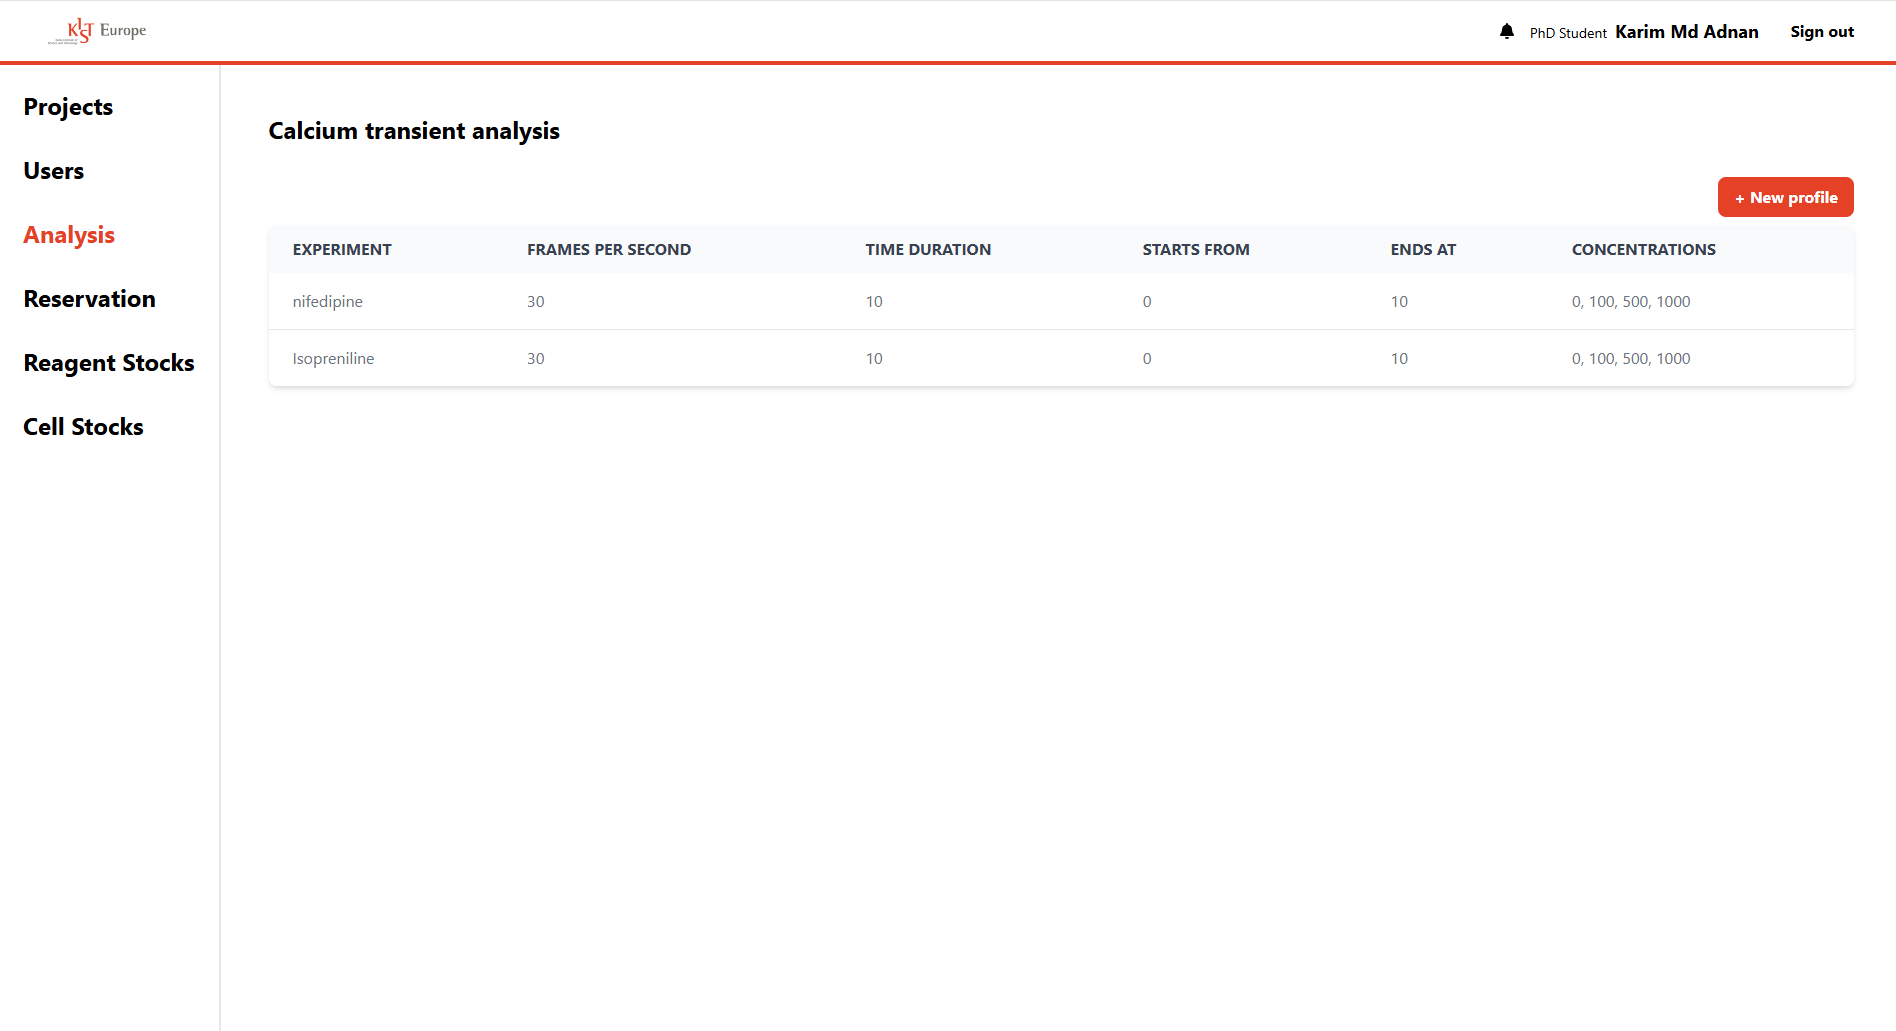 KIST Europe
PhD Student Karim Md Adnan Sign out
Projects
Users
Analysis
Reservation
Reagent Stocks
Cell Stocks
Calcium transient analysis
+ New profile
EXPERIMENT FRAMES PER SECOND TIME DURATION STARTS FROM ENDS AT CONCENTRATIONS
nifedipine 30 10 0 10 0, 100, 500, 1000
Isopreniline 30 10 0 10 0, 100, 500, 1000